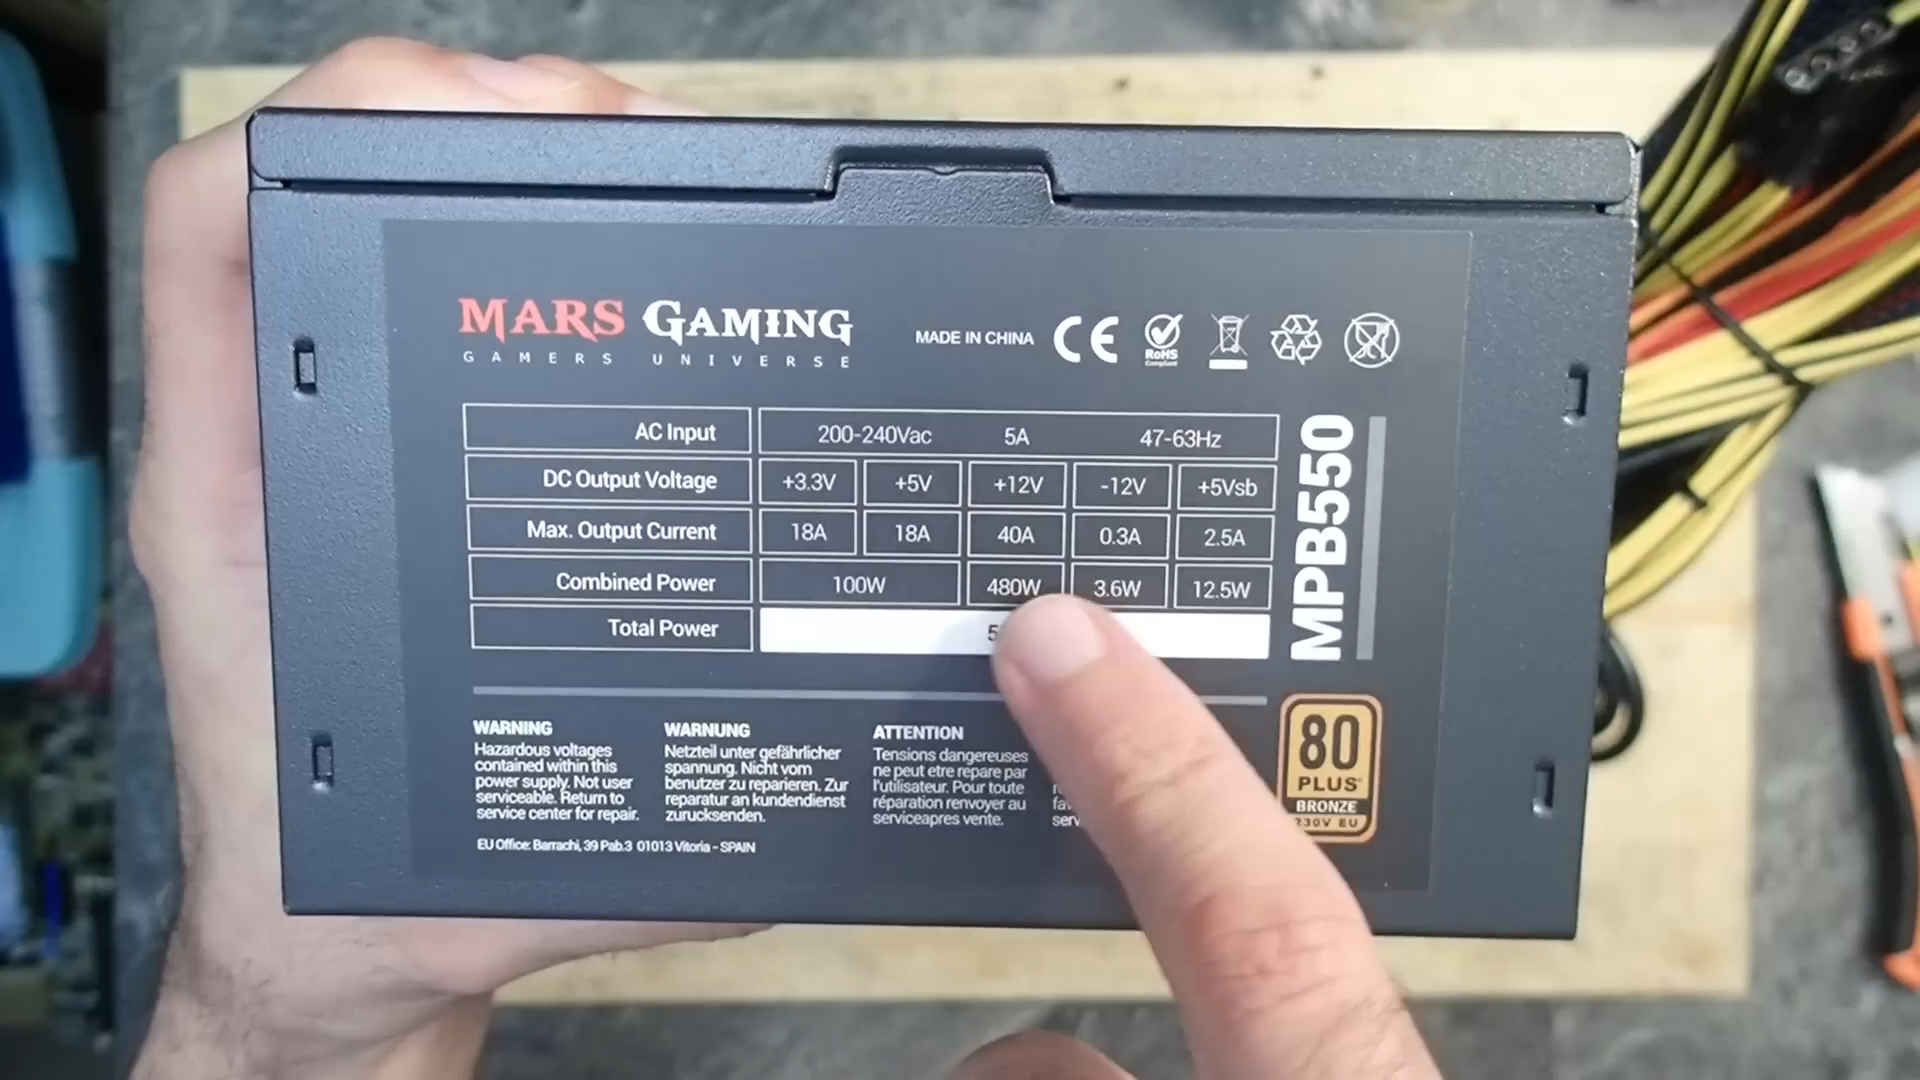 MARS GAMING
GAMERS UNIVERSE
MADE IN CHINA
CE
RoHS
Compliant
AC Input 200-240Vac 5A 47-63Hz
DC Output Voltage +3.3V +5V +12V -12V +5Vsb
Max. Output Current 18A 18A 40A 0.3A 2.5A
Combined Power 100W 480W 3.6W 12.5W
Total Power
MPB550
WARNING
Hazardous voltages
contained within this
power supply. Not user
serviceable. Return to
service center for repair.
WARNUNG
Netzteil unter gefährlicher
spannung. Nicht vom
benutzer zu reparieren. Zur
reparatur an kundendienst
zurucksenden.
ATTENTION
Tensions dangereuses
ne peut etre repare par
l'utilisateur. Pour toute
réparation renvoyer au
serviceapres vente.
EU Office: Barrachi, 39 Pab.3 01013 Vitoria - SPAIN
80
PLUS
BRONZE
230V EU